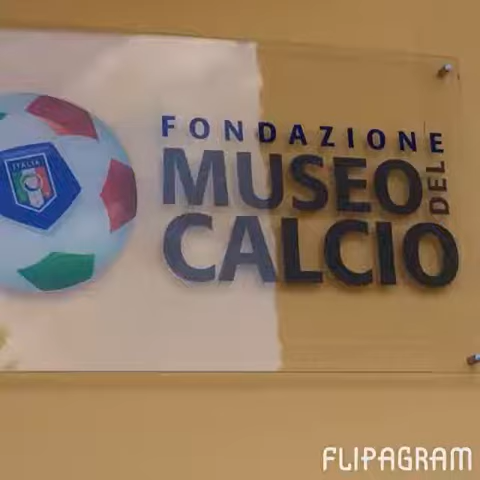 ITALIA
FONDAZIONE
MUSEO DEL
CALCIO
FLIPAGRAM